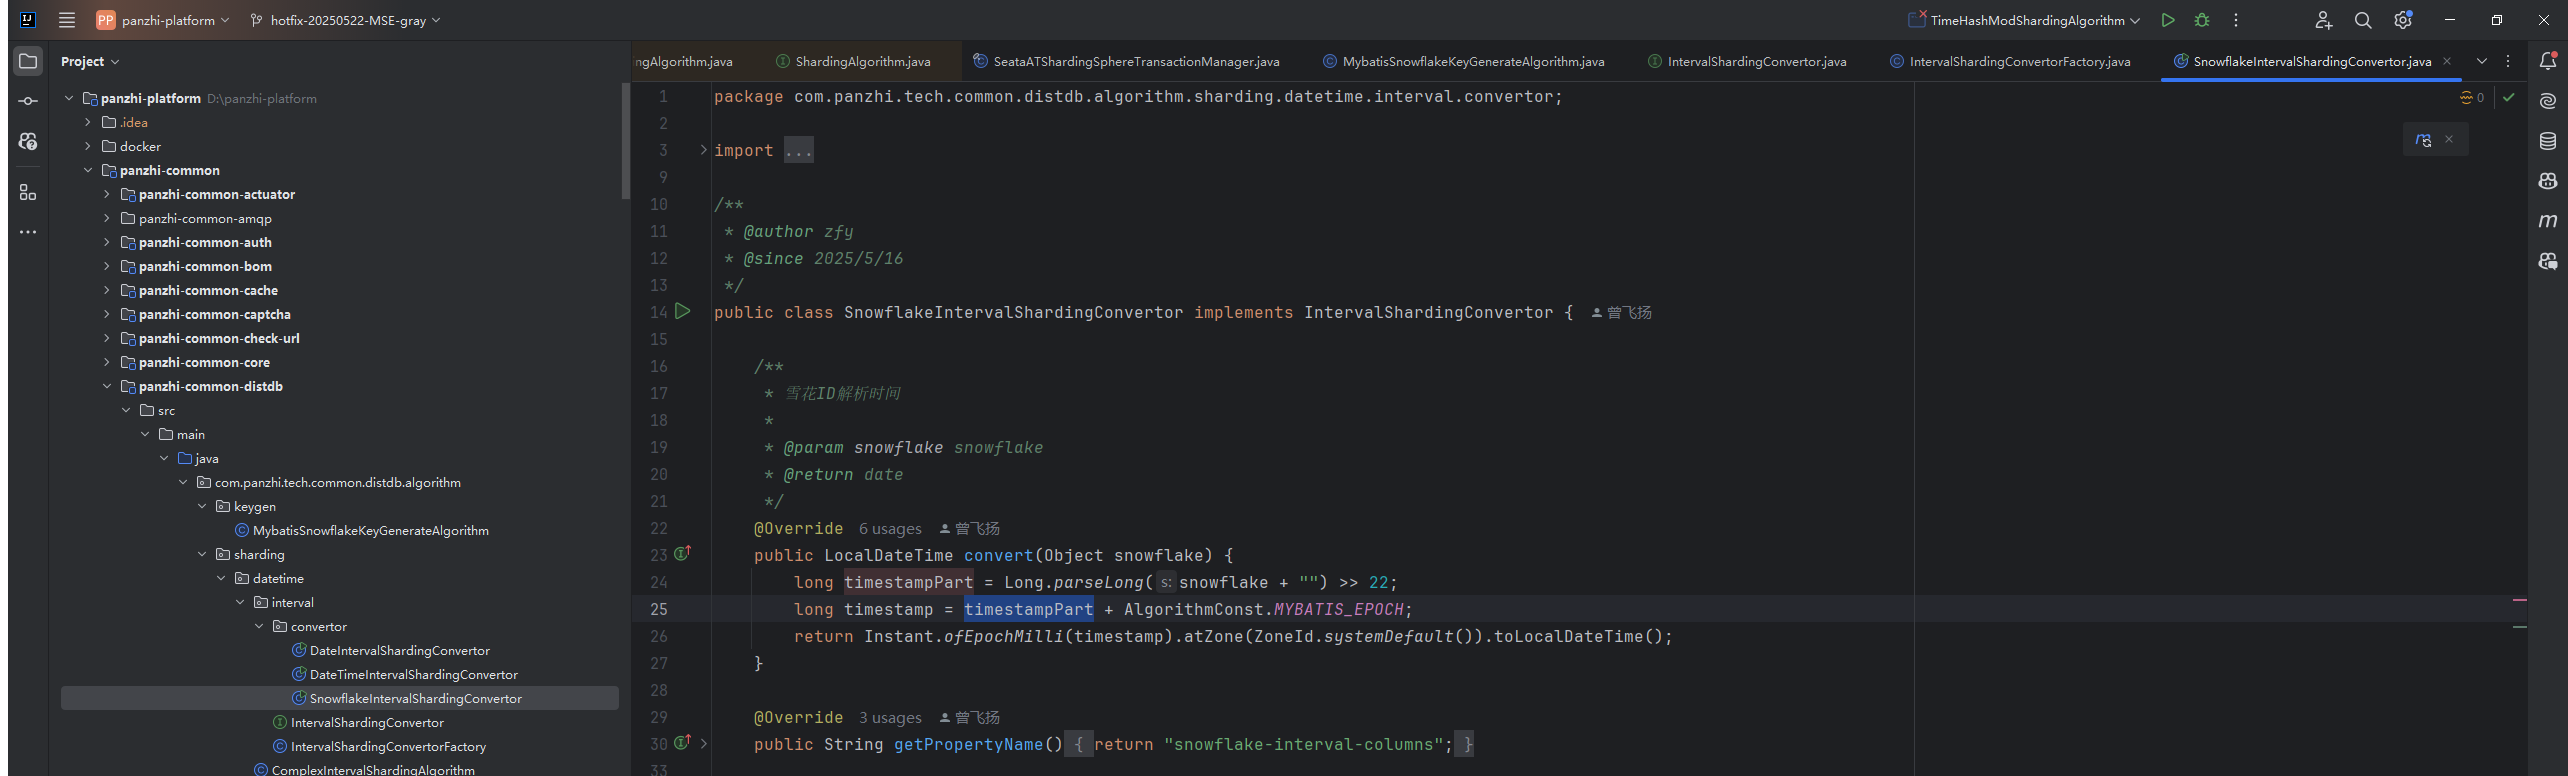 PP panzhi-platform hotfix-20250522-MSE-gray TimeHashModShardingAlgorithm
Project
ngAlgorithm.java ShardingAlgorithm.java SeataATShardingSphereTransactionManager.java MybatisSnowflakeKeyGenerateAlgorithm.java IntervalShardingConvertor.java IntervalShardingConvertorFactory.java SnowflakeIntervalShardingConvertor.java
panzhi-platform D:\panzhi-platform
.idea
docker
panzhi-common
panzhi-common-actuator
panzhi-common-amqp
panzhi-common-auth
panzhi-common-bom
panzhi-common-cache
panzhi-common-captcha
panzhi-common-check-url
panzhi-common-core
panzhi-common-distdb
src
main
java
com.panzhi.tech.common.distdb.algorithm
keygen
MybatisSnowflakeKeyGenerateAlgorithm
sharding
datetime
interval
convertor
DateIntervalShardingConvertor
DateTimeIntervalShardingConvertor
SnowflakeIntervalShardingConvertor
IntervalShardingConvertor
IntervalShardingConvertorFactory
ComplexIntervalShardingAlgorithm
1 package com.panzhi.tech.common.distdb.algorithm.sharding.datetime.interval.convertor;
2
3 import ...
9
10 /**
11 * @author zfy
12 * @since 2025/5/16
13 */
14 public class SnowflakeIntervalShardingConvertor implements IntervalShardingConvertor { 曾飞扬
15
16 /**
17 * 雪花ID解析时间
18 *
19 * @param snowflake snowflake
20 * @return date
21 */
22 @Override 6 usages 曾飞扬
23 public LocalDateTime convert(Object snowflake) {
24 long timestampPart = Long.parseLong( s: snowflake + "") >> 22;
25 long timestamp = timestampPart + AlgorithmConst.MYBATIS_EPOCH;
26 return Instant.ofEpochMilli(timestamp).atZone(ZoneId.systemDefault()).toLocalDateTime();
27 }
28
29 @Override 3 usages 曾飞扬
30 public String getPropertyName() { return "snowflake-interval-columns"; }
33
0